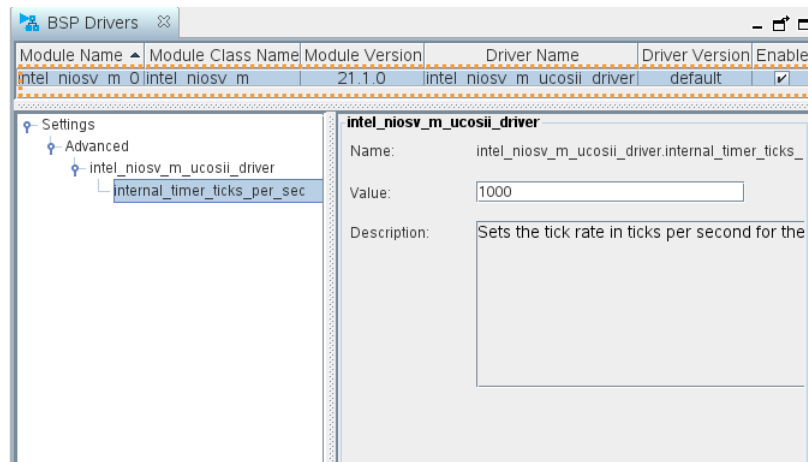 BSP Drivers
Module Name Module Class Name Module Version Driver Name Driver Version Enable
intel_niosv_m_0 intel_niosv_m 21.1.0 intel_niosv_m_ucosii_driver default
Settings
Advanced
intel_niosv_m_ucosii_driver
internal_timer_ticks_per_sec
intel_niosv_m_ucosii_driver
Name: intel_niosv_m_ucosii_driver.internal_timer_ticks_
Value: 1000
Description: Sets the tick rate in ticks per second for the